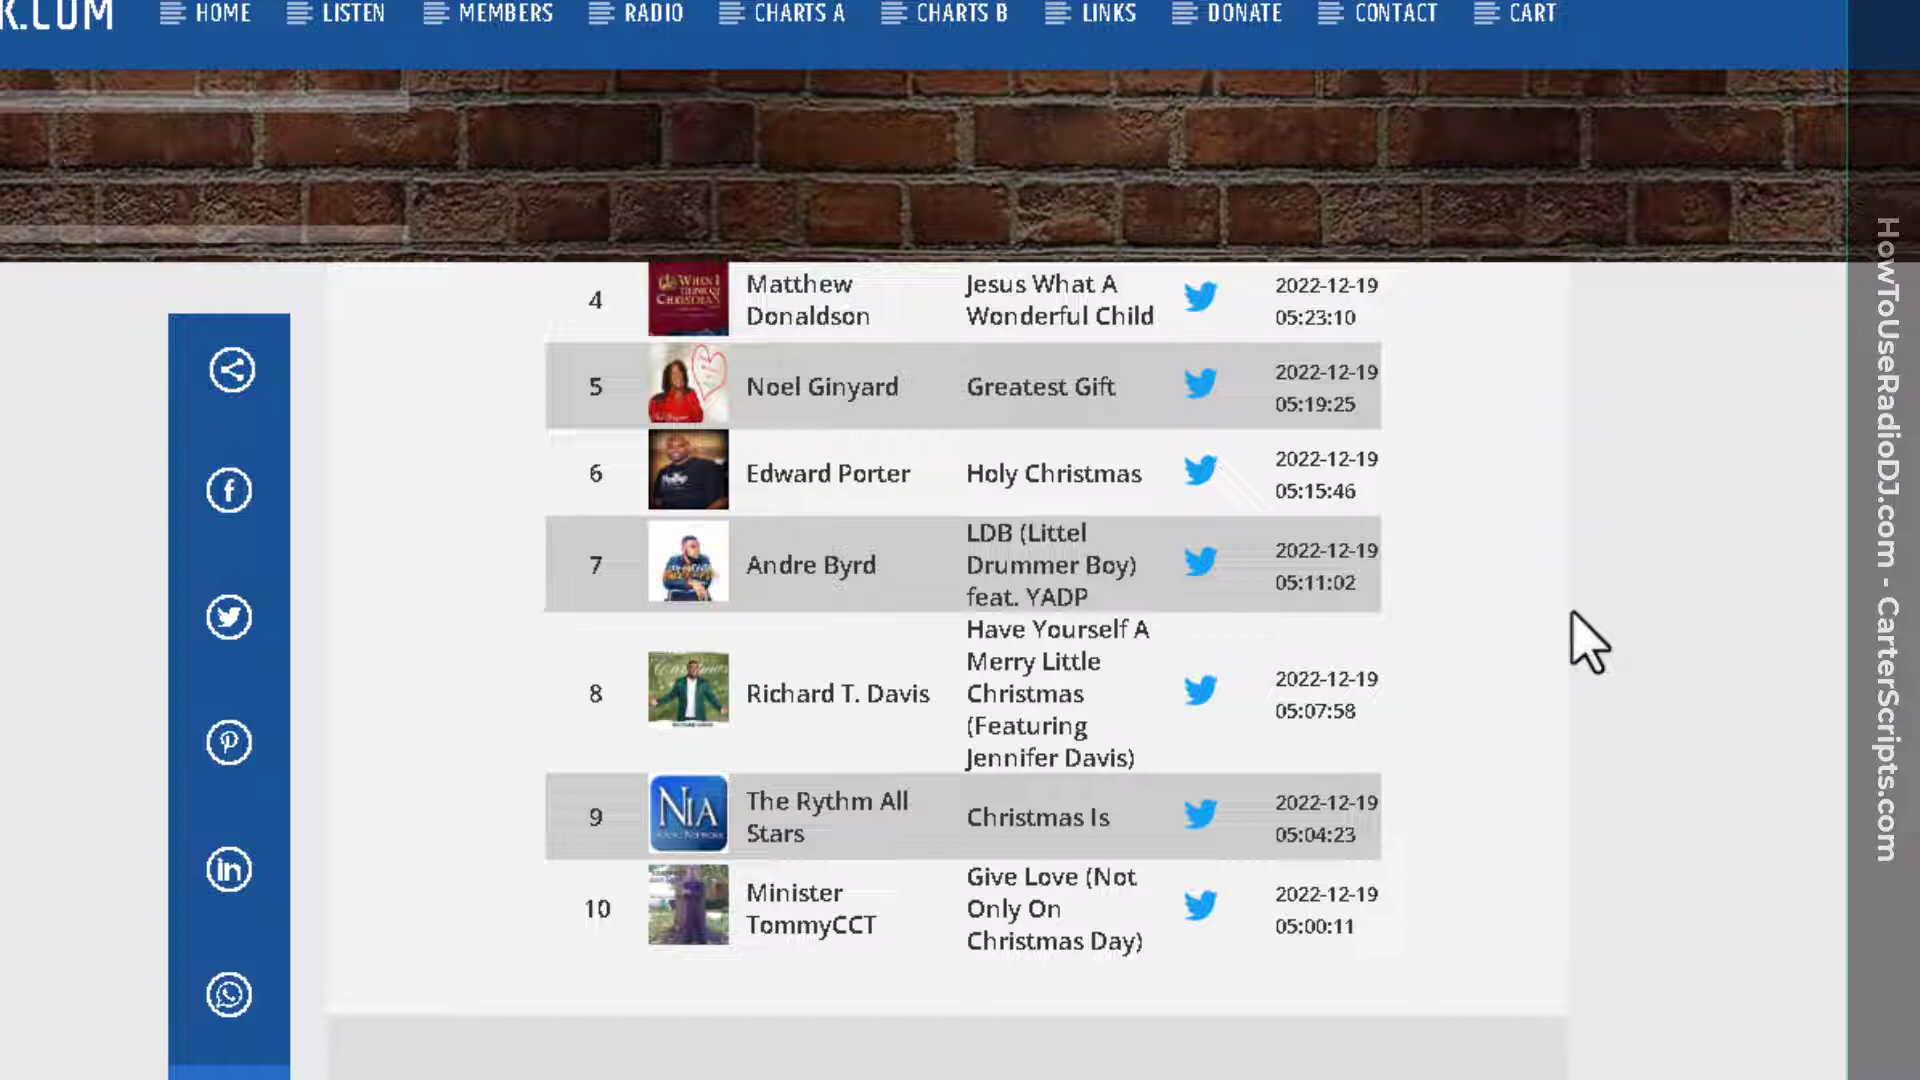 K.COM
HOME
LISTEN
MEMBERS
RADIO
CHARTS A
CHARTS B
LINKS
DONATE
CONTACT
CART
4
WHEN I
THINK OF
CHRISTMAS
Matthew
Donaldson
Jesus What A
Wonderful Child
2022-12-19
05:23:10
5
Noel Ginyard
Greatest Gift
2022-12-19
05:19:25
6
Edward Porter
Holy Christmas
2022-12-19
05:15:46
7
Andre Byrd
LDB (Littel
Drummer Boy)
feat. YADP
2022-12-19
05:11:02
8
Richard T. Davis
Have Yourself A
Merry Little
Christmas
(Featuring
Jennifer Davis)
2022-12-19
05:07:58
9
NIA
The Rythm All
Stars
Christmas Is
2022-12-19
05:04:23
10
Minister
TommyCCT
Give Love (Not
Only On
Christmas Day)
2022-12-19
05:00:11
HowToUseRadioDJ.com - CarterScripts.com